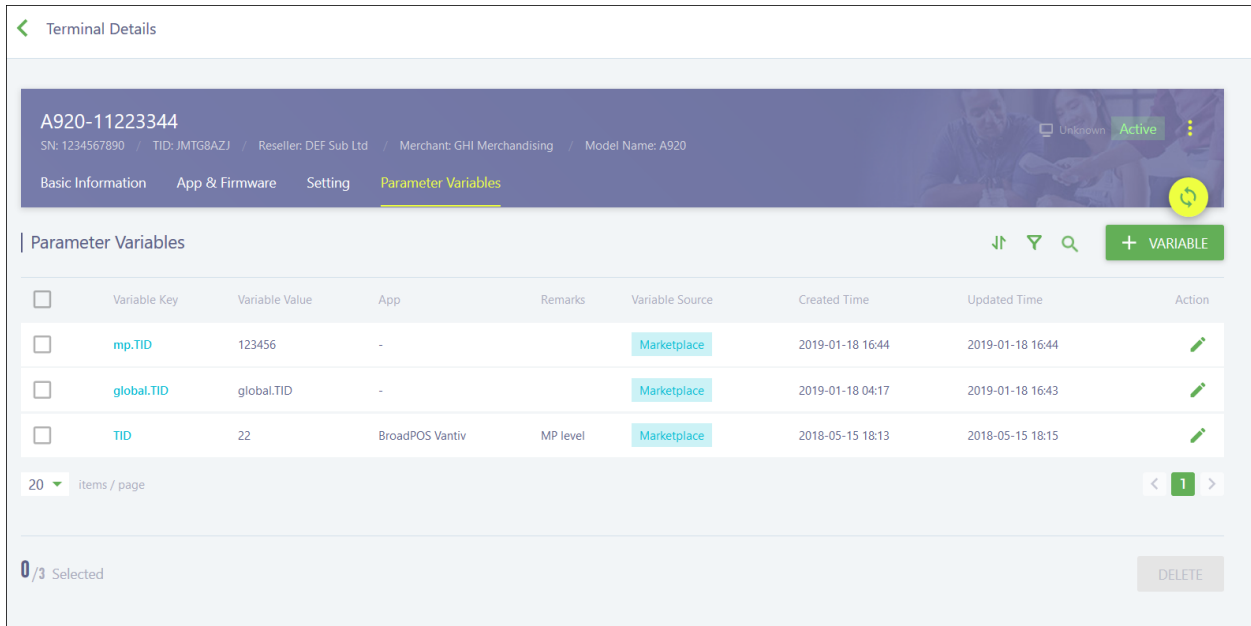 Terminal Details
A920-11223344
SN: 1234567890 / TID: JMTG8AZJ / Reseller: DEF Sub Ltd / Merchant: GHI Merchandising / Model Name: A920
Unknown Active
Basic Information App & Firmware Setting Parameter Variables
Parameter Variables
+ VARIABLE
Variable Key Variable Value App Remarks Variable Source Created Time Updated Time Action
mp.TID 123456 - Marketplace 2019-01-18 16:44 2019-01-18 16:44
global.TID global.TID - Marketplace 2019-01-18 04:17 2019-01-18 16:43
TID 22 BroadPOS Vantiv MP level Marketplace 2018-05-15 18:13 2018-05-15 18:15
20 items / page < 1 >
0/3 Selected
DELETE